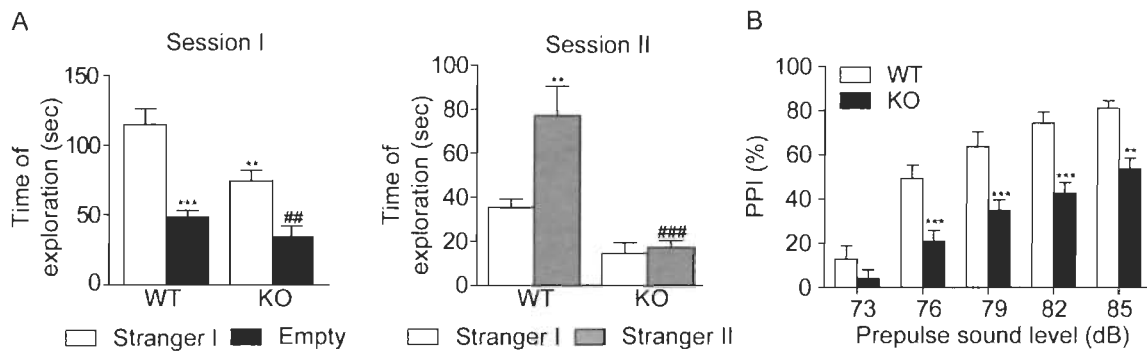 A
Session I
Time of
exploration (sec)
150
100
50
0
***
**
##
WT KO
Stranger I Empty
Session II
Time of
exploration (sec)
100
80
60
40
20
0
**
###
WT KO
Stranger I Stranger II
B
WT
KO
PPI (%)
100
80
60
40
20
0
***
***
***
**
73 76 79 82 85
Prepulse sound level (dB)